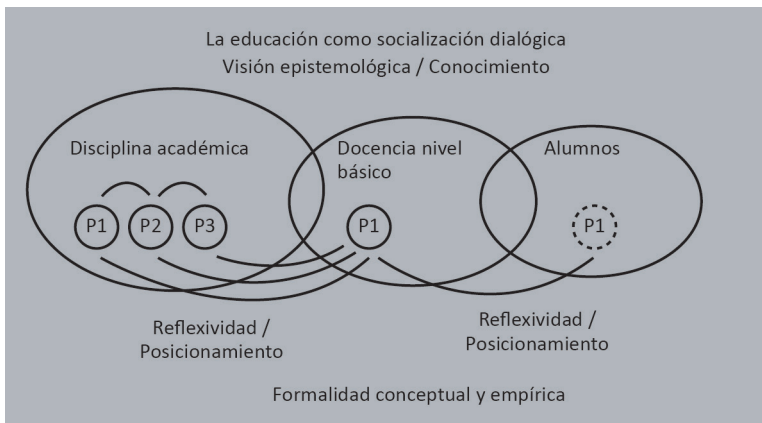 La educación como socialización dialógica
Visión epistemológica / Conocimiento
Disciplina académica
Docencia nivel
básico
Alumnos
P1
P2
P3
P1
P1
Reflexividad /
Posicionamiento
Reflexividad /
Posicionamiento
Formalidad conceptual y empírica